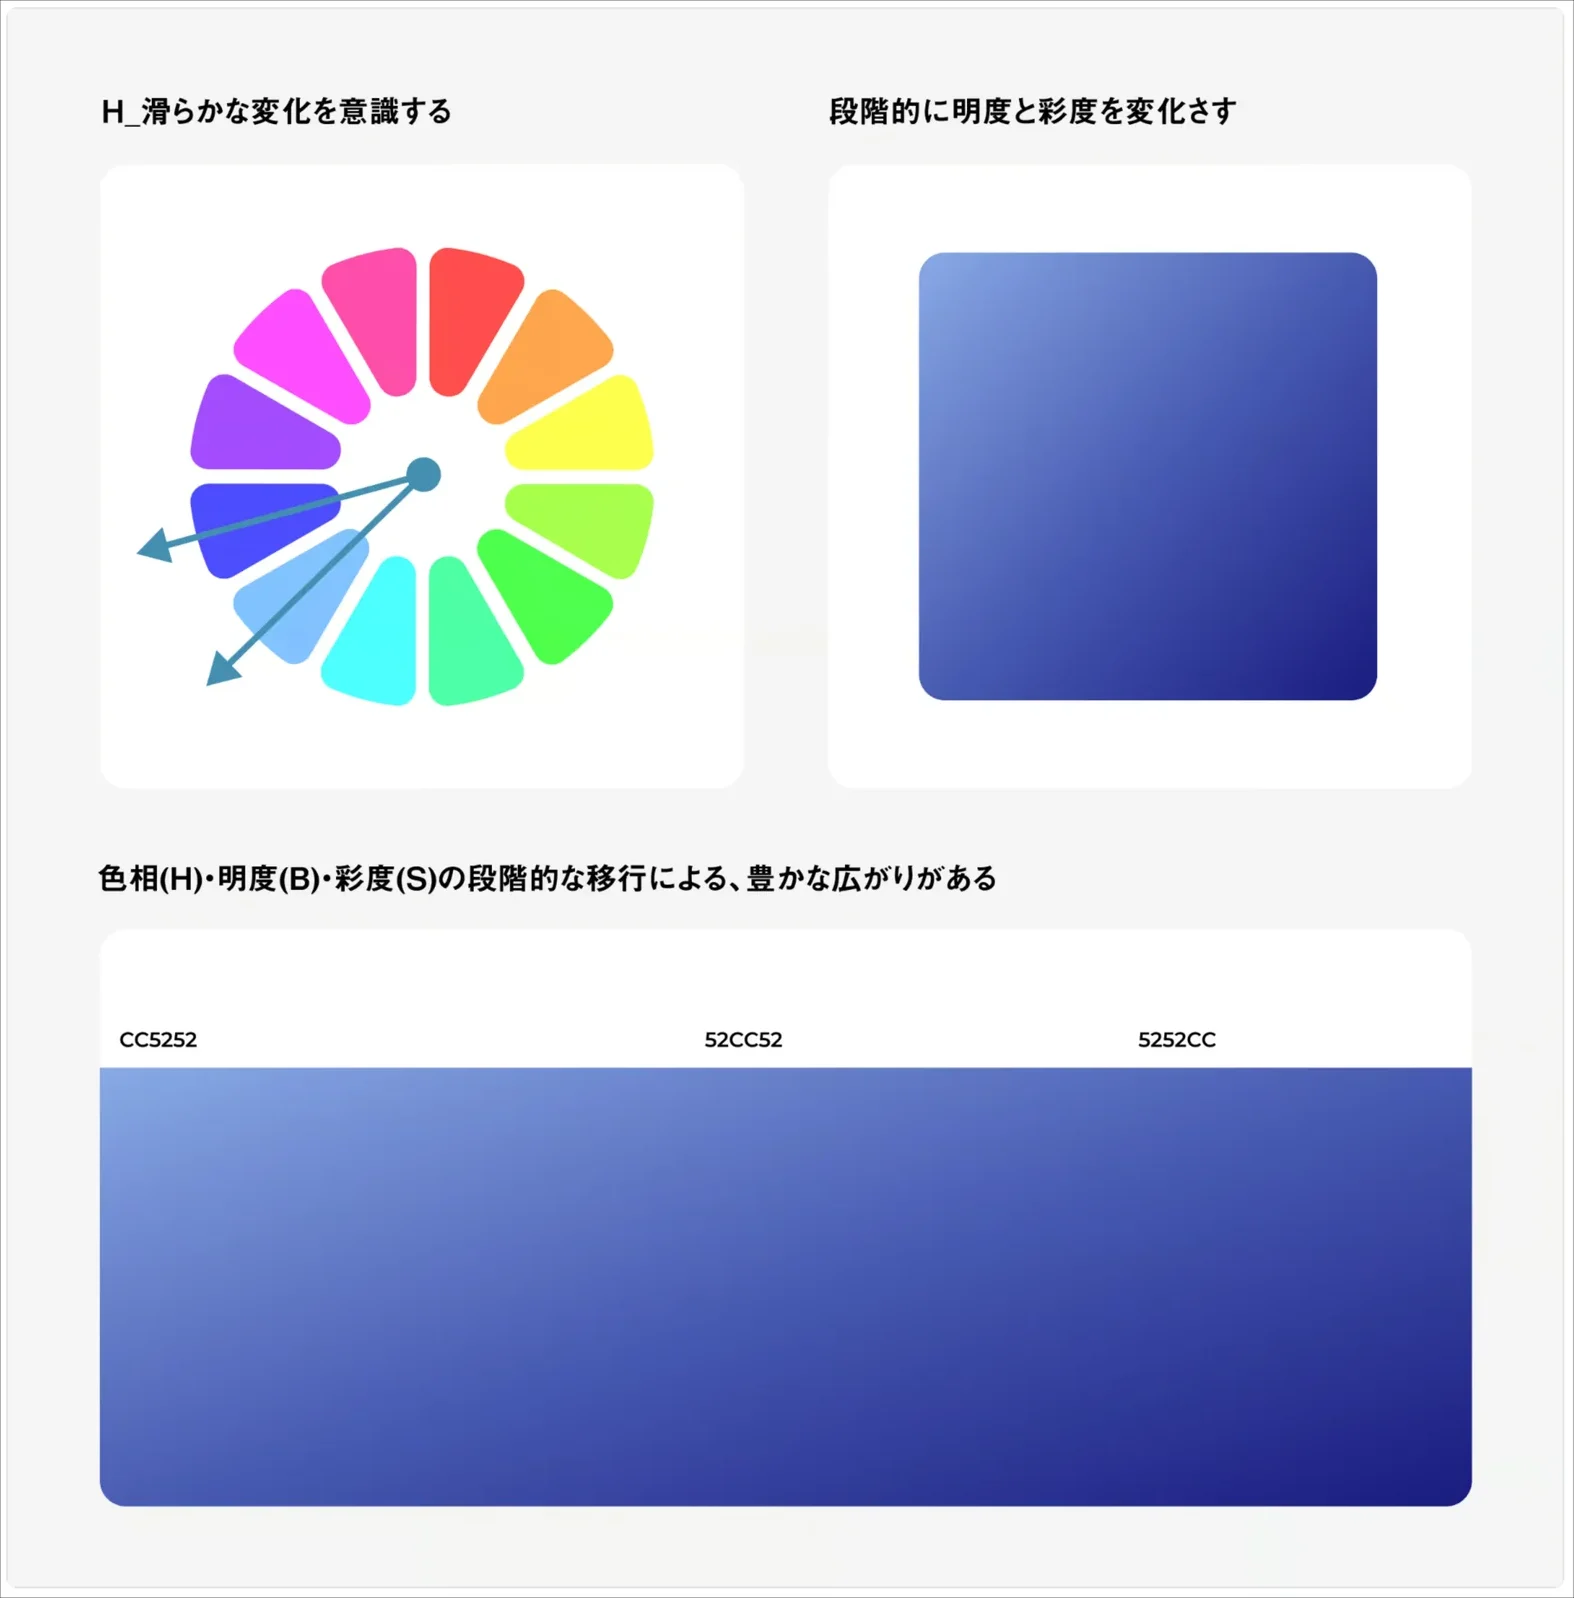 H_滑らかな変化を意識する
段階的に明度と彩度を変化さす
色相(H)・明度(B)・彩度(S)の段階的な移行による、豊かな広がりがある
CC5252
52CC52
5252CC